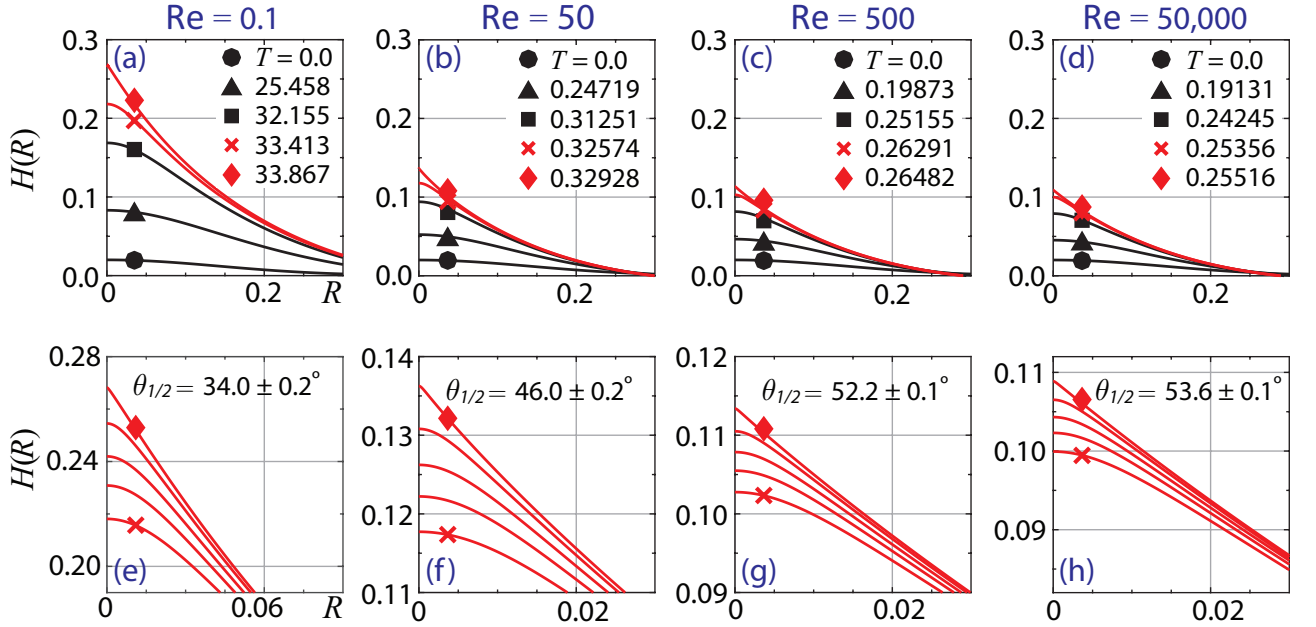 Re = 0.1
Re = 50
Re = 500
Re = 50,000
H(R)
0.3
0.2
0.1
0.0
(a)
T = 0.0
25.458
32.155
33.413
33.867
0
0.2
R
0.3
0.2
0.1
0.0
(b)
T = 0.0
0.24719
0.31251
0.32574
0.32928
0
0.2
0.3
0.2
0.1
0.0
(c)
T = 0.0
0.19873
0.25155
0.26291
0.26482
0
0.2
0.3
0.2
0.1
0.0
(d)
T = 0.0
0.19131
0.24245
0.25356
0.25516
0
0.2
H(R)
0.28
0.24
0.20
θ1/2 = 34.0 ± 0.2°
(e)
0
0.06
R
0.14
0.13
0.12
0.11
θ1/2 = 46.0 ± 0.2°
(f)
0
0.02
0.12
0.11
0.10
0.09
θ1/2 = 52.2 ± 0.1°
(g)
0
0.02
0.11
0.10
0.09
θ1/2 = 53.6 ± 0.1°
(h)
0
0.02